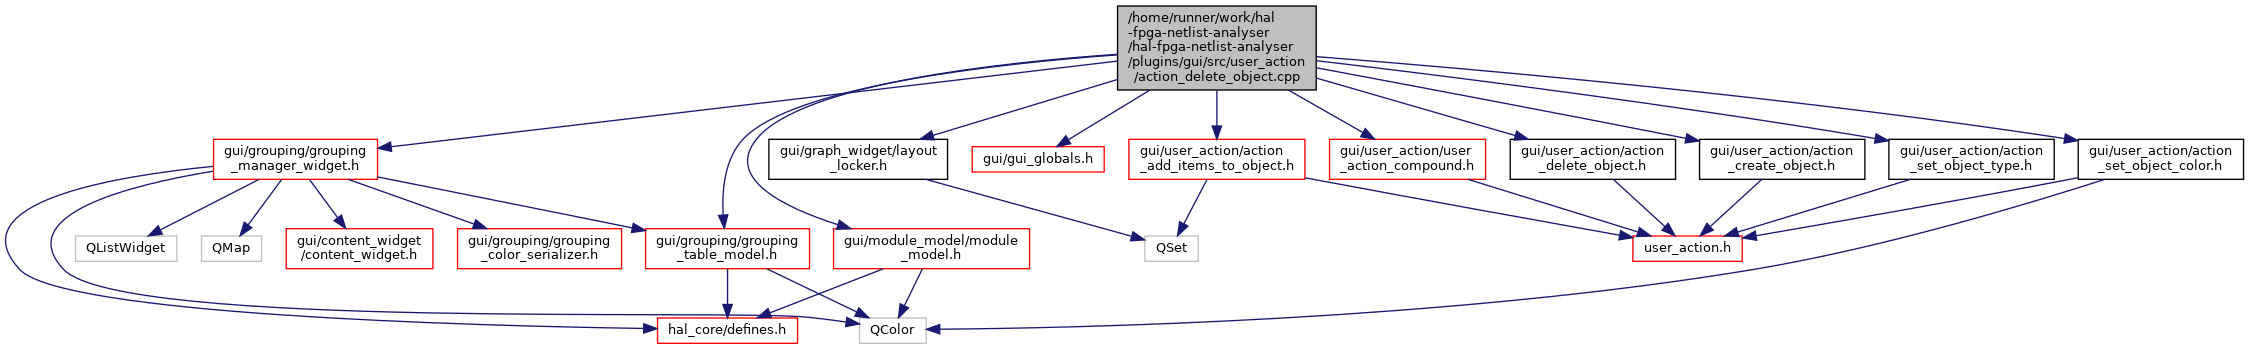 /home/runner/work/hal
-fpga-netlist-analyser
/hal-fpga-netlist-analyser
/plugins/gui/src/user_action
/action_delete_object.cpp
gui/grouping/grouping
_manager_widget.h
gui/graph_widget/layout
_locker.h
gui/gui_globals.h
gui/user_action/action
_add_items_to_object.h
gui/user_action/user
_action_compound.h
gui/user_action/action
_delete_object.h
gui/user_action/action
_create_object.h
gui/user_action/action
_set_object_type.h
gui/user_action/action
_set_object_color.h
QListWidget
QMap
gui/content_widget
/content_widget.h
gui/grouping/grouping
_color_serializer.h
gui/grouping/grouping
_table_model.h
gui/module_model/module
_model.h
QSet
user_action.h
hal_core/defines.h
QColor